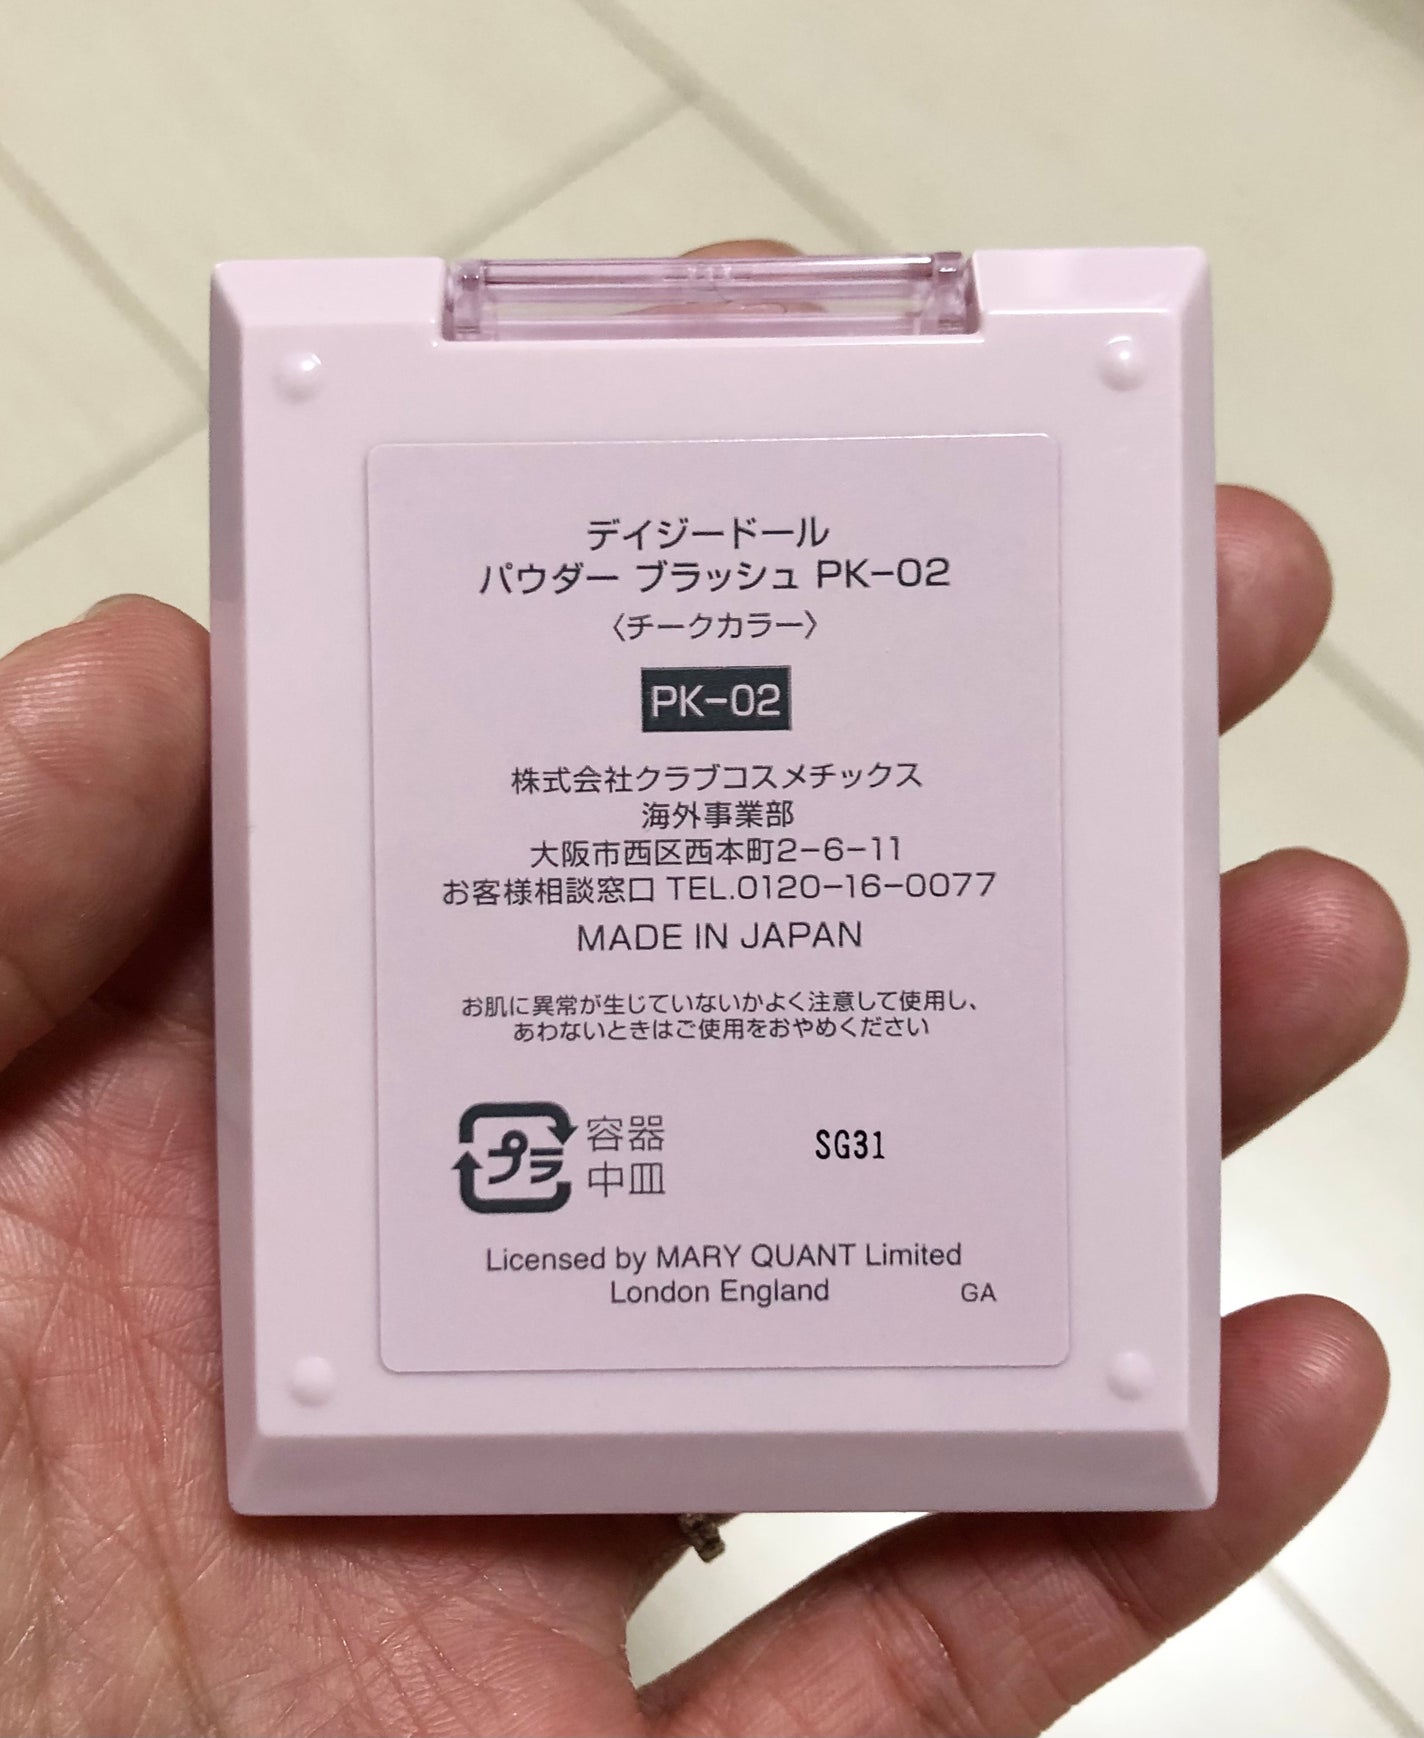 デイジードール
パウダー ブラッシュ PK-02
〈チークカラー〉
PK-02
株式会社クラブコスメチックス
海外事業部
大阪市西区西本町2-6-11
お客様相談窓口 TEL.0120-16-0077
MADE IN JAPAN
お肌に異常が生じていないかよく注意して使用し、
あわないときはご使用をおやめください
プラ 容器
中皿
SG31
Licensed by MARY QUANT Limited
London England GA